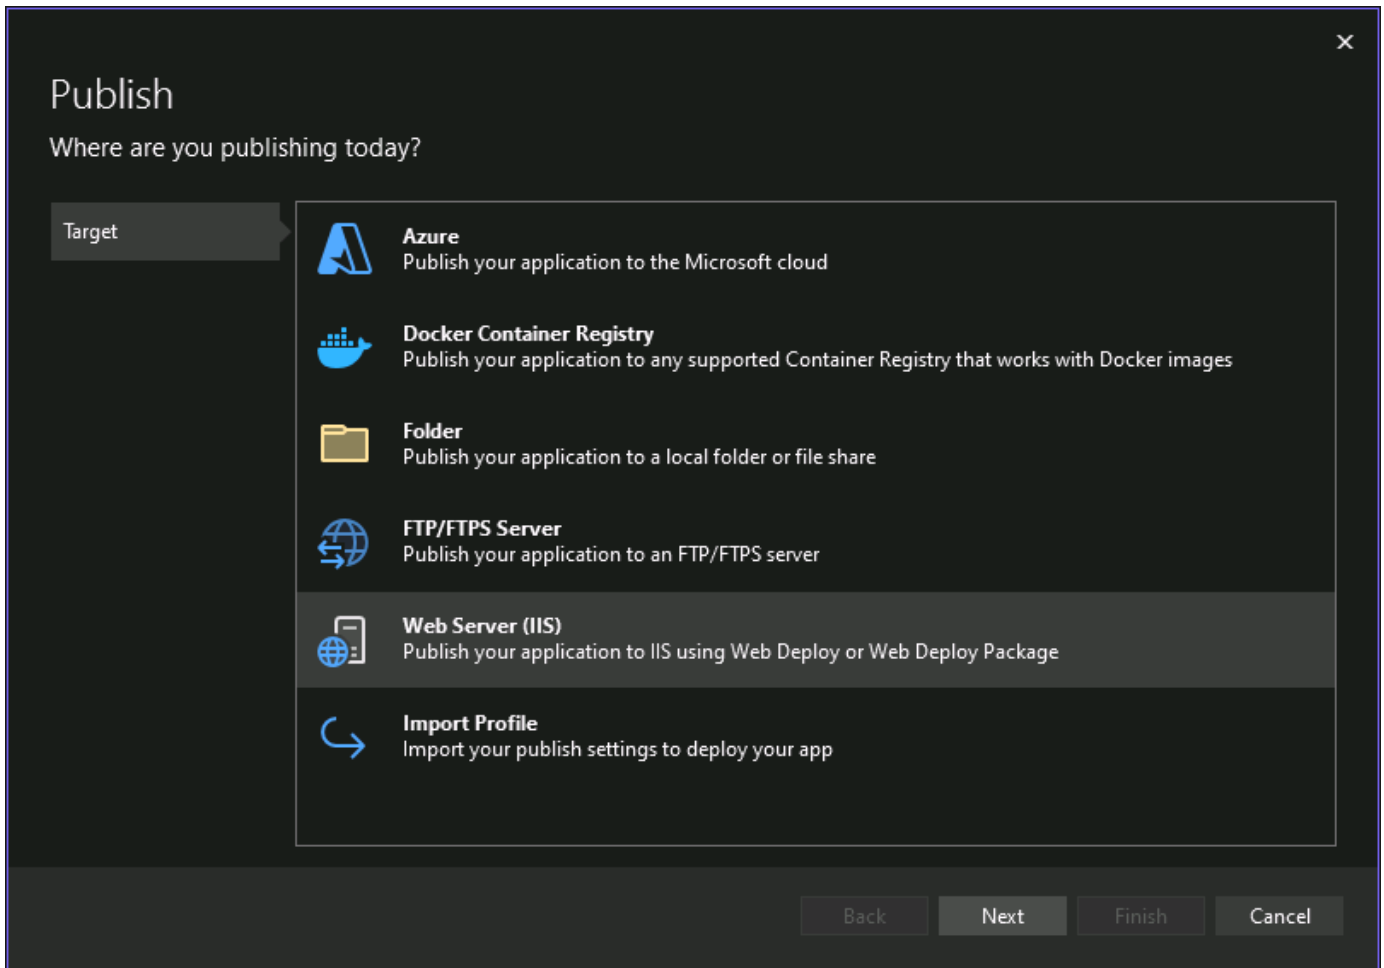 Publish
Where are you publishing today?
Target
Azure
Publish your application to the Microsoft cloud
Docker Container Registry
Publish your application to any supported Container Registry that works with Docker images
Folder
Publish your application to a local folder or file share
FTP/FTPS Server
Publish your application to an FTP/FTPS server
Web Server (IIS)
Publish your application to IIS using Web Deploy or Web Deploy Package
Import Profile
Import your publish settings to deploy your app
Back
Next
Finish
Cancel